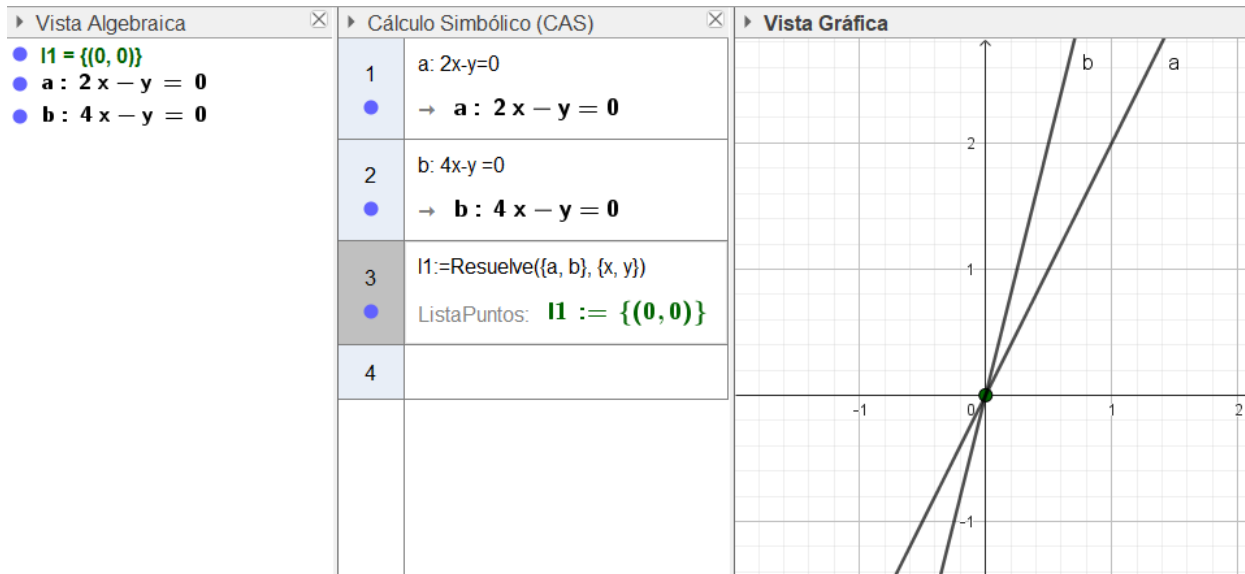 Vista Algebraica
l1 = {(0, 0)}
a : 2 x − y = 0
b : 4 x − y = 0
Cálculo Simbólico (CAS)
1
a: 2x-y=0
→ a : 2 x − y = 0
2
b: 4x-y =0
→ b : 4 x − y = 0
3
l1:=Resuelve({a, b}, {x, y})
ListaPuntos: l1 := {(0, 0)}
4
Vista Gráfica
b
a
2
1
-1
0
1
2
-1